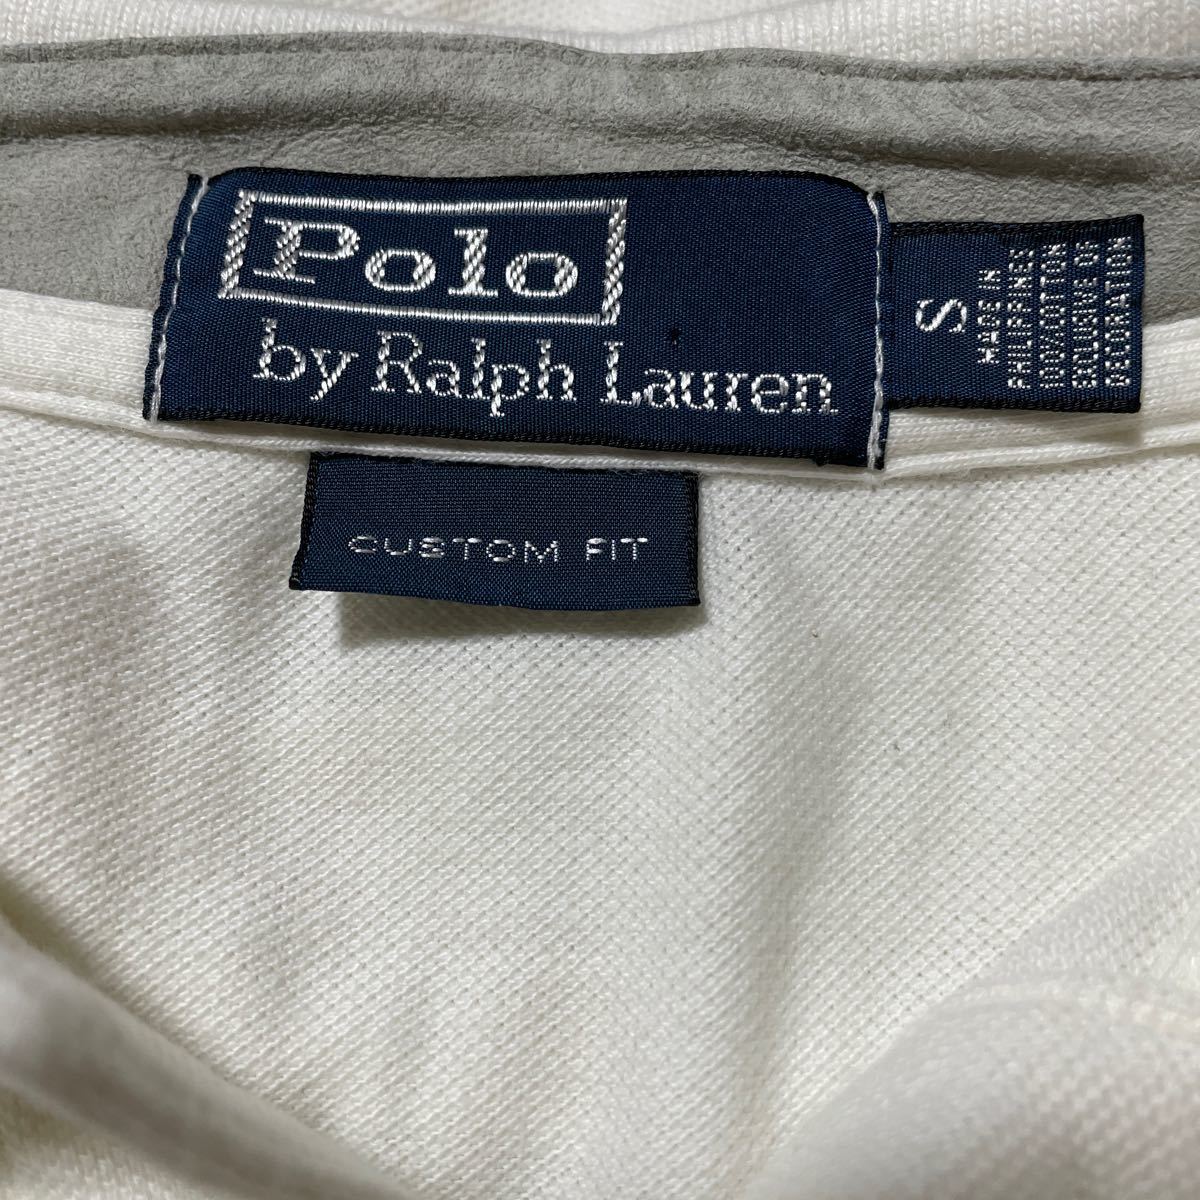 Polo
by Ralph Lauren
S
MADE IN
PHILIPPINES
100/COTTON
EXCLUSIVE OF
DECORATION
CUSTOM FIT